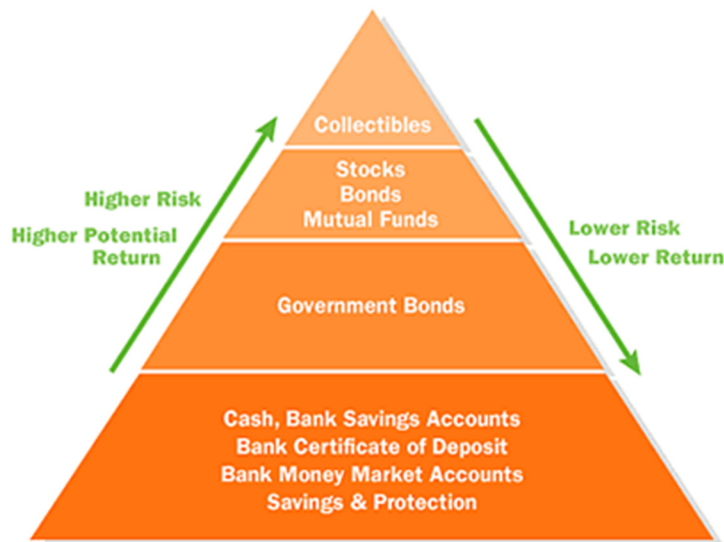 Collectibles
Stocks
Bonds
Mutual Funds
Higher Risk
Higher Potential
Return
Lower Risk
Lower Return
Government Bonds
Cash, Bank Savings Accounts
Bank Certificate of Deposit
Bank Money Market Accounts
Savings & Protection